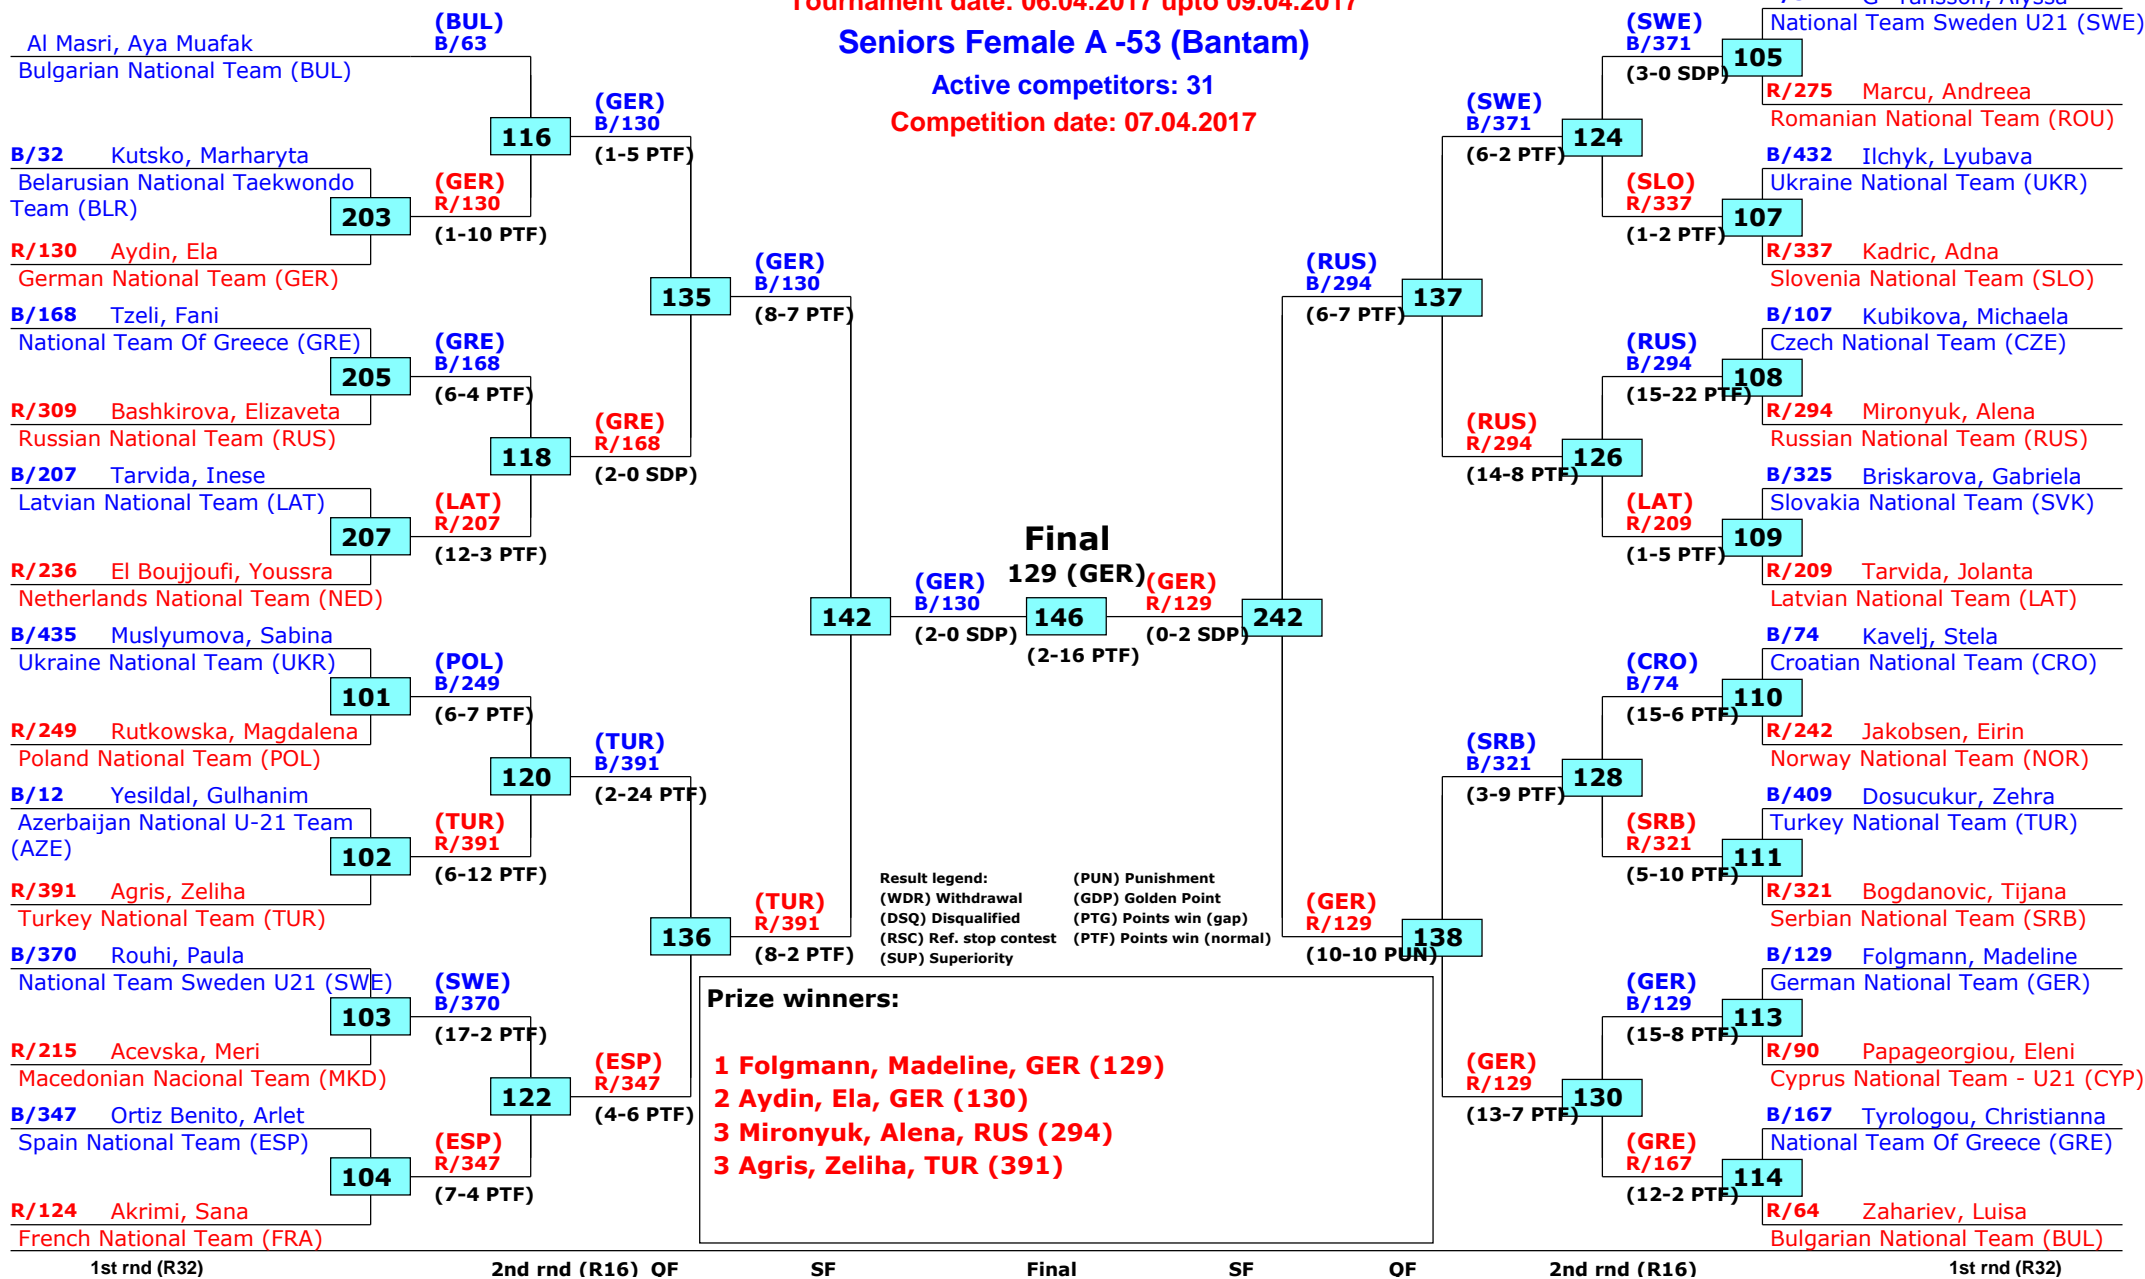 Tournament date: 06.04.2017 upto 09.04.2017
Seniors Female A -53 (Bantam)
Active competitors: 31
Competition date: 07.04.2017
Al Masri, Aya Muafak
Bulgarian National Team (BUL)
B/32 Kutsko, Marharyta
Belarusian National Taekwondo
Team (BLR)
203
R/130 Aydin, Ela
German National Team (GER)
B/168 Tzeli, Fani
National Team Of Greece (GRE)
205
R/309 Bashkirova, Elizaveta
Russian National Team (RUS)
B/207 Tarvida, Inese
Latvian National Team (LAT)
207
R/236 El Boujjoufi, Youssra
Netherlands National Team (NED)
B/435 Muslyumova, Sabina
Ukraine National Team (UKR)
101
R/249 Rutkowska, Magdalena
Poland National Team (POL)
B/12 Yesildal, Gulhanim
Azerbaijan National U-21 Team
(AZE)
102
R/391 Agris, Zeliha
Turkey National Team (TUR)
B/370 Rouhi, Paula
National Team Sweden U21 (SWE)
103
R/215 Acevska, Meri
Macedonian Nacional Team (MKD)
B/347 Ortiz Benito, Arlet
Spain National Team (ESP)
104
R/124 Akrimi, Sana
French National Team (FRA)
(BUL)
B/63
116
(GER)
R/130
(1-10 PTF)
(GRE)
B/168
(6-4 PTF)
118
(LAT)
R/207
(12-3 PTF)
(POL)
B/249
(6-7 PTF)
120
(TUR)
R/391
(6-12 PTF)
(SWE)
B/370
(17-2 PTF)
122
(ESP)
R/347
(7-4 PTF)
(GER)
B/130
(1-5 PTF)
135
(GRE)
R/168
(2-0 SDP)
(TUR)
B/391
(2-24 PTF)
136
(ESP)
R/347
(4-6 PTF)
(GER)
B/130
(8-7 PTF)
142
(TUR)
R/391
(8-2 PTF)
(GER)
B/130
(2-0 SDP)
Final
129 (GER)
146
(2-16 PTF)
(GER)
R/129
(0-2 SDP)
242
(RUS)
B/294
(6-7 PTF)
137
(GER)
R/129
(10-10 PUN)
138
(SWE)
B/371
(6-2 PTF)
124
(RUS)
R/294
(14-8 PTF)
126
(SRB)
B/321
(3-9 PTF)
128
(GER)
R/129
(13-7 PTF)
130
(SWE)
B/371
(3-0 SDP)
105
(SLO)
R/337
(1-2 PTF)
107
(RUS)
B/294
(15-22 PTF)
108
(LAT)
R/209
(1-5 PTF)
109
(CRO)
B/74
(15-6 PTF)
110
(SRB)
R/321
(5-10 PTF)
111
(GER)
B/129
(15-8 PTF)
113
(GRE)
R/167
(12-2 PTF)
114
National Team Sweden U21 (SWE)
R/275 Marcu, Andreea
Romanian National Team (ROU)
B/432 Ilchyk, Lyubava
Ukraine National Team (UKR)
R/337 Kadric, Adna
Slovenia National Team (SLO)
B/107 Kubikova, Michaela
Czech National Team (CZE)
R/294 Mironyuk, Alena
Russian National Team (RUS)
B/325 Briskarova, Gabriela
Slovakia National Team (SVK)
R/209 Tarvida, Jolanta
Latvian National Team (LAT)
B/74 Kavelj, Stela
Croatian National Team (CRO)
R/242 Jakobsen, Eirin
Norway National Team (NOR)
B/409 Dosucukur, Zehra
Turkey National Team (TUR)
R/321 Bogdanovic, Tijana
Serbian National Team (SRB)
B/129 Folgmann, Madeline
German National Team (GER)
R/90 Papageorgiou, Eleni
Cyprus National Team - U21 (CYP)
B/167 Tyrologou, Christianna
National Team Of Greece (GRE)
R/64 Zahariev, Luisa
Bulgarian National Team (BUL)
Result legend: (PUN) Punishment
(WDR) Withdrawal (GDP) Golden Point
(DSQ) Disqualified (PTG) Points win (gap)
(RSC) Ref. stop contest (PTF) Points win (normal)
(SUP) Superiority
Prize winners:
1 Folgmann, Madeline, GER (129)
2 Aydin, Ela, GER (130)
3 Mironyuk, Alena, RUS (294)
3 Agris, Zeliha, TUR (391)
1st rnd (R32) 2nd rnd (R16) QF SF Final SF QF 2nd rnd (R16) 1st rnd (R32)